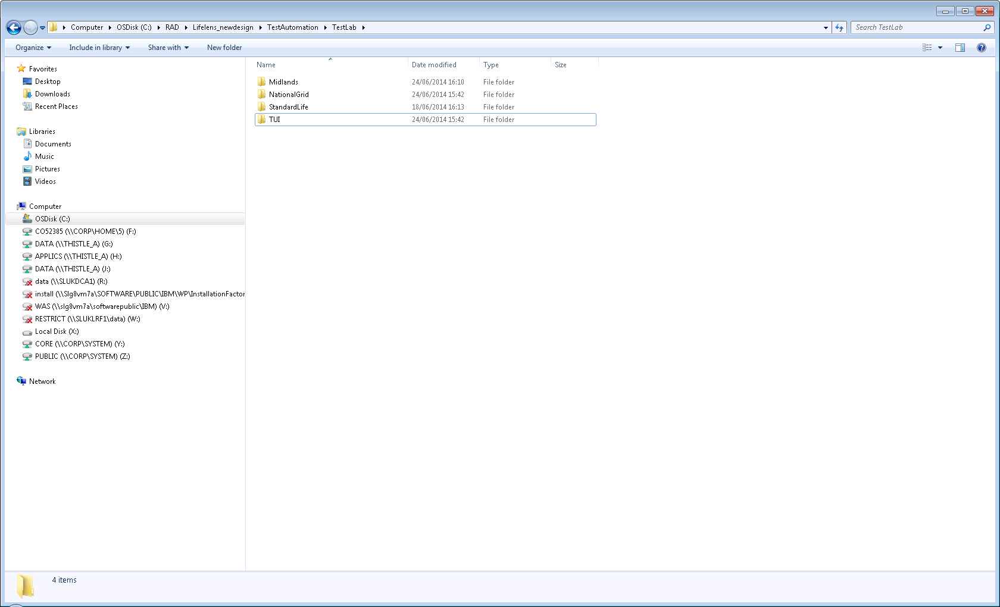 Computer OSDisk (C:) RAD Lifelens_newdesign TestAutomation TestLab
Search TestLab
Organize Include in library Share with New folder
Name Date modified Type Size
Midlands 24/06/2014 16:10 File folder
NationalGrid 24/06/2014 15:42 File folder
StandardLife 18/06/2014 16:13 File folder
TUI 24/06/2014 15:42 File folder
Favorites
Desktop
Downloads
Recent Places
Libraries
Documents
Music
Pictures
Videos
Computer
OSDisk (C:)
CO52385 (\\CORP\HOME\5) (F:)
DATA (\\THISTLE_A) (G:)
APPLICS (\\THISTLE_A) (H:)
DATA (\\THISTLE_A) (J:)
data (\\SLUKDCA1) (R:)
install (\\Slg8vm7a\SOFTWARE\PUBLIC\IBM\WP\InstallationFactor
WAS (\\slg8vm7a\softwarepublic\IBM) (V:)
RESTRICT (\\SLUKLRF1\data) (W:)
Local Disk (X:)
CORE (\\CORP\SYSTEM) (Y:)
PUBLIC (\\CORP\SYSTEM) (Z:)
Network
4 items